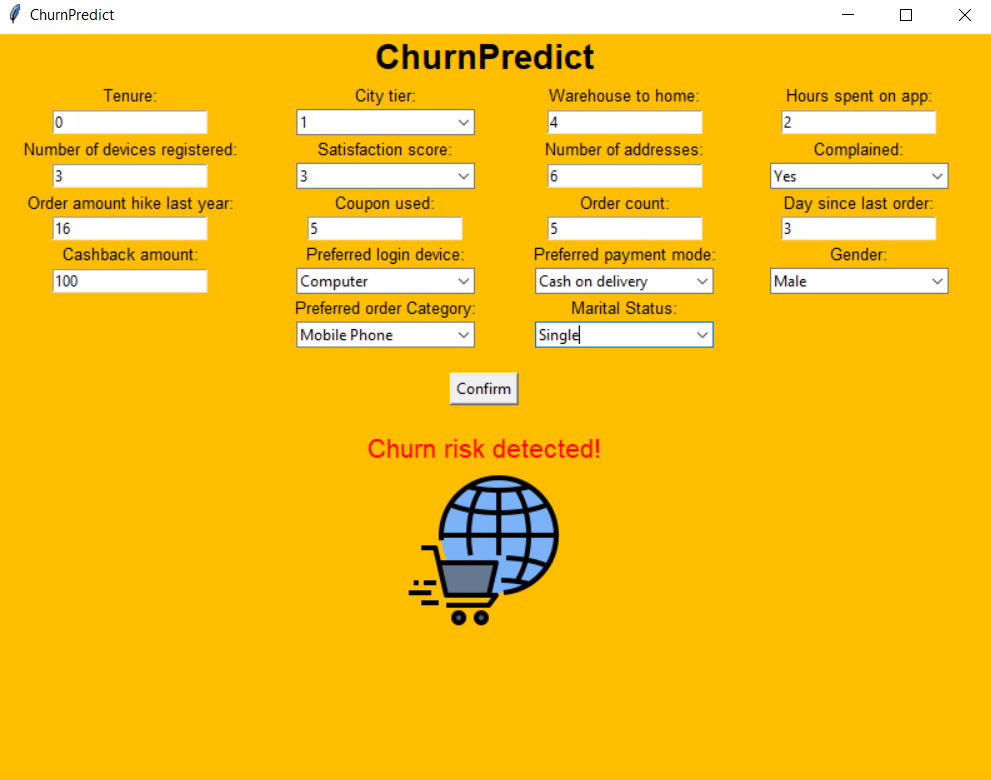 ChurnPredict
ChurnPredict
Tenure: City tier: Warehouse to home: Hours spent on app:
0 1 4 2
Number of devices registered: Satisfaction score: Number of addresses: Complained:
3 3 6 Yes
Order amount hike last year: Coupon used: Order count: Day since last order:
16 5 5 3
Cashback amount: Preferred login device: Preferred payment mode: Gender:
100 Computer Cash on delivery Male
Preferred order Category: Marital Status:
Mobile Phone Single
Confirm
Churn risk detected!